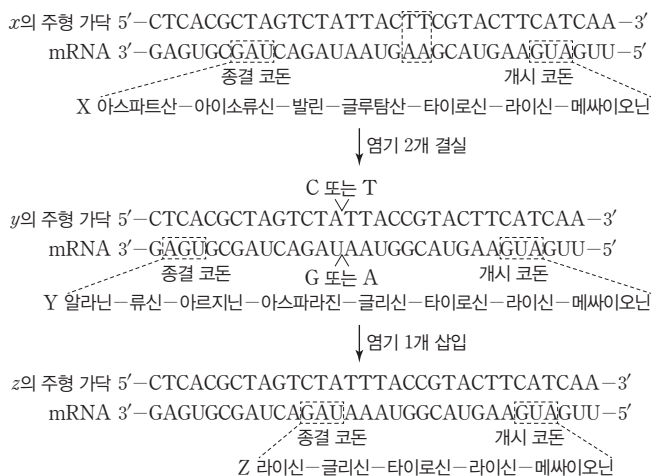 x의 주형 가닥 5′-CTCACGCTAGTCTATTACTTCGTACTTCATCAA-3′
mRNA 3′-GAGUGCGAUCAGAUAAUGAAGCAUGAAGUAGUU-5′
종결 코돈 개시 코돈
X 아스파트산-아이소류신-발린-글루탐산-타이로신-라이신-메싸이오닌
염기 2개 결실
C 또는 T
y의 주형 가닥 5′-CTCACGCTAGTCTATTACCGTACTTCATCAA-3′
mRNA 3′-GAGUGCGAUCAGAUAAUGGCAUGAAGUAGUU-5′
종결 코돈 G 또는 A 개시 코돈
Y 알라닌-류신-아르지닌-아스파라진-글리신-타이로신-라이신-메싸이오닌
염기 1개 삽입
z의 주형 가닥 5′-CTCACGCTAGTCTATTTACCGTACTTCATCAA-3′
mRNA 3′-GAGUGCGAUCAGAUAAAUGGCAUGAAGUAGUU-5′
종결 코돈 개시 코돈
Z 라이신-글리신-타이로신-라이신-메싸이오닌